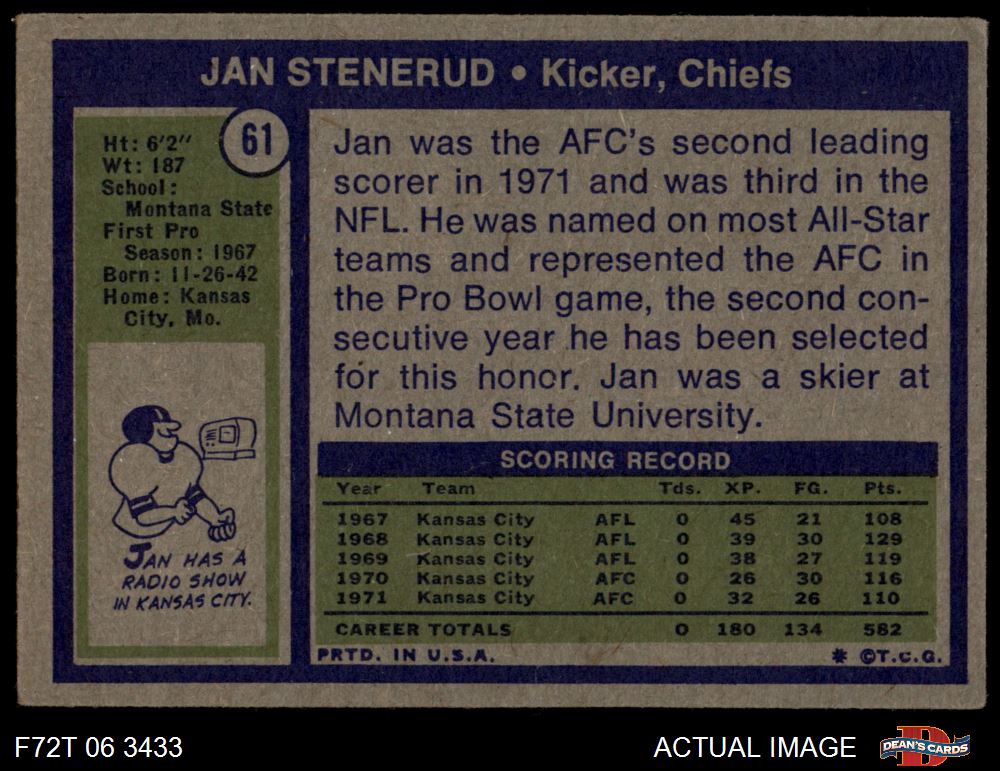 JAN STENERUD • Kicker, Chiefs
61
Ht: 6'2"
Wt: 187
School:
Montana State
First Pro
Season: 1967
Born: 11-26-42
Home: Kansas
City, Mo.
JAN HAS A
RADIO SHOW
IN KANSAS CITY.
Jan was the AFC's second leading
scorer in 1971 and was third in the
NFL. He was named on most All-Star
teams and represented the AFC in
the Pro Bowl game, the second con-
secutive year he has been selected
for this honor. Jan was a skier at
Montana State University.
SCORING RECORD
Year Team Tds. XP. FG. Pts.
1967 Kansas City AFL 0 45 21 108
1968 Kansas City AFL 0 39 30 129
1969 Kansas City AFL 0 38 27 119
1970 Kansas City AFC 0 26 30 116
1971 Kansas City AFC 0 32 26 110
CAREER TOTALS 0 180 134 582
PRTD. IN U.S.A. * ©T.C.G.
F72T 06 3433 ACTUAL IMAGE DEAN'S CARDS